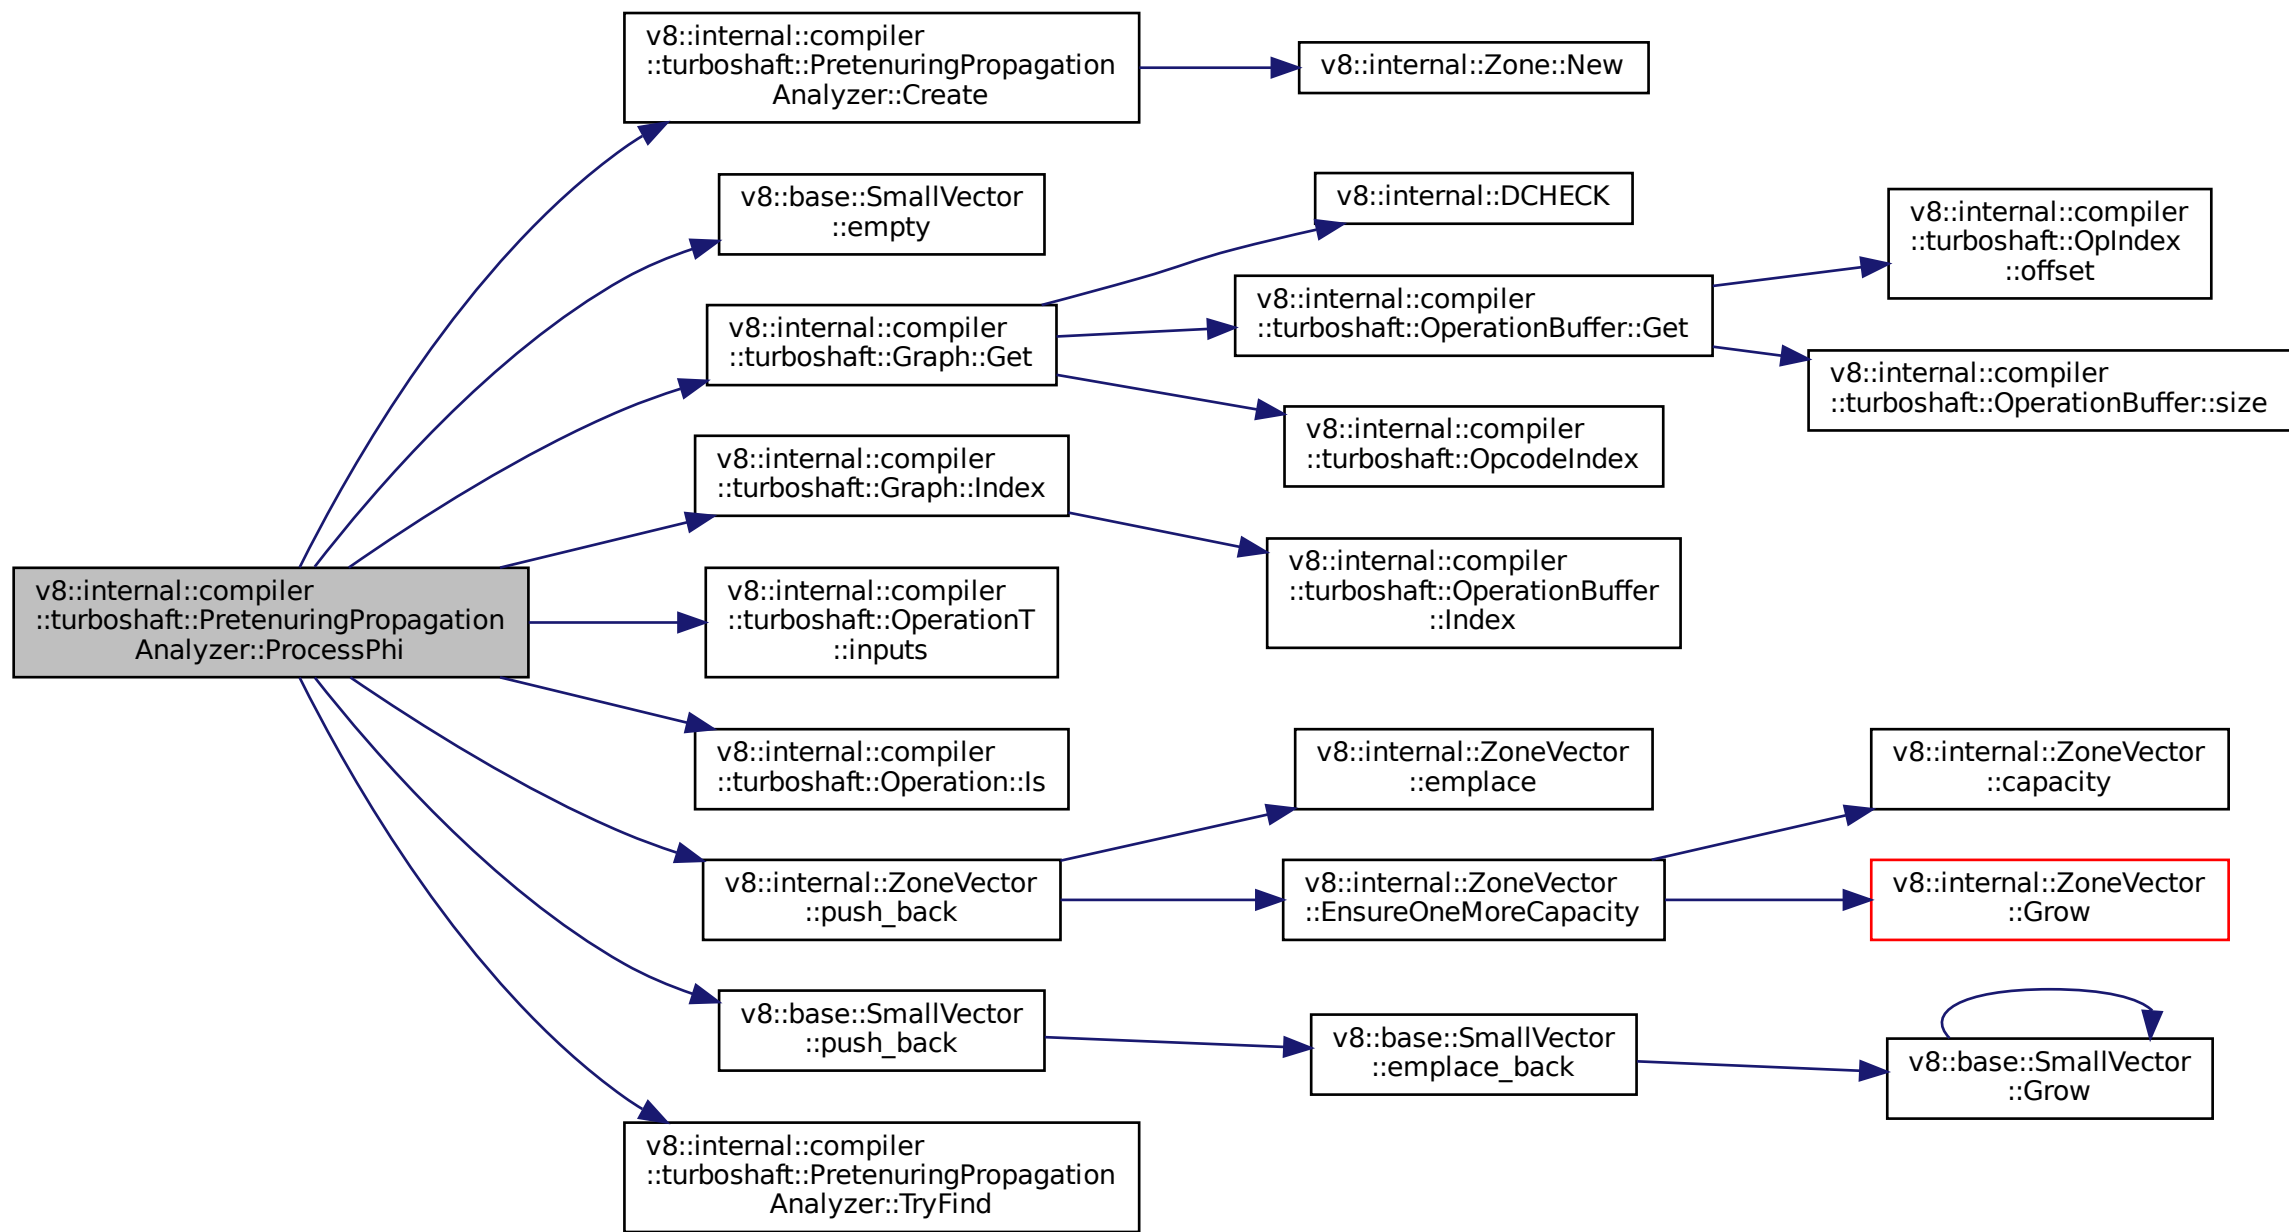 v8::internal::compiler
::turboshaft::PretenuringPropagation
Analyzer::ProcessPhi
v8::internal::compiler
::turboshaft::PretenuringPropagation
Analyzer::Create
v8::internal::Zone::New
v8::base::SmallVector
::empty
v8::internal::compiler
::turboshaft::Graph::Get
v8::internal::DCHECK
v8::internal::compiler
::turboshaft::OperationBuffer::Get
v8::internal::compiler
::turboshaft::OpIndex
::offset
v8::internal::compiler
::turboshaft::OperationBuffer::size
v8::internal::compiler
::turboshaft::OpcodeIndex
v8::internal::compiler
::turboshaft::Graph::Index
v8::internal::compiler
::turboshaft::OperationBuffer
::Index
v8::internal::compiler
::turboshaft::OperationT
::inputs
v8::internal::compiler
::turboshaft::Operation::Is
v8::internal::ZoneVector
::push_back
v8::internal::ZoneVector
::emplace
v8::internal::ZoneVector
::EnsureOneMoreCapacity
v8::internal::ZoneVector
::capacity
v8::internal::ZoneVector
::Grow
v8::base::SmallVector
::push_back
v8::base::SmallVector
::emplace_back
v8::base::SmallVector
::Grow
v8::internal::compiler
::turboshaft::PretenuringPropagation
Analyzer::TryFind